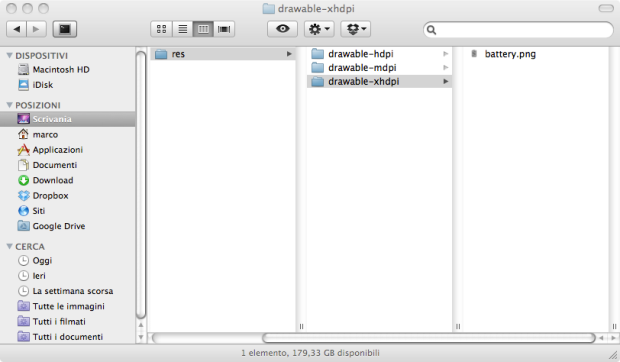 drawable-xhdpi
DISPOSITIVI
Macintosh HD
iDisk
POSIZIONI
Scrivania
marco
Applicazioni
Documenti
Download
Dropbox
Siti
Google Drive
CERCA
Oggi
Ieri
La settimana scorsa
Tutte le immagini
Tutti i filmati
Tutti i documenti
res
drawable-hdpi
drawable-mdpi
drawable-xhdpi
battery.png
1 elemento, 179,33 GB disponibili